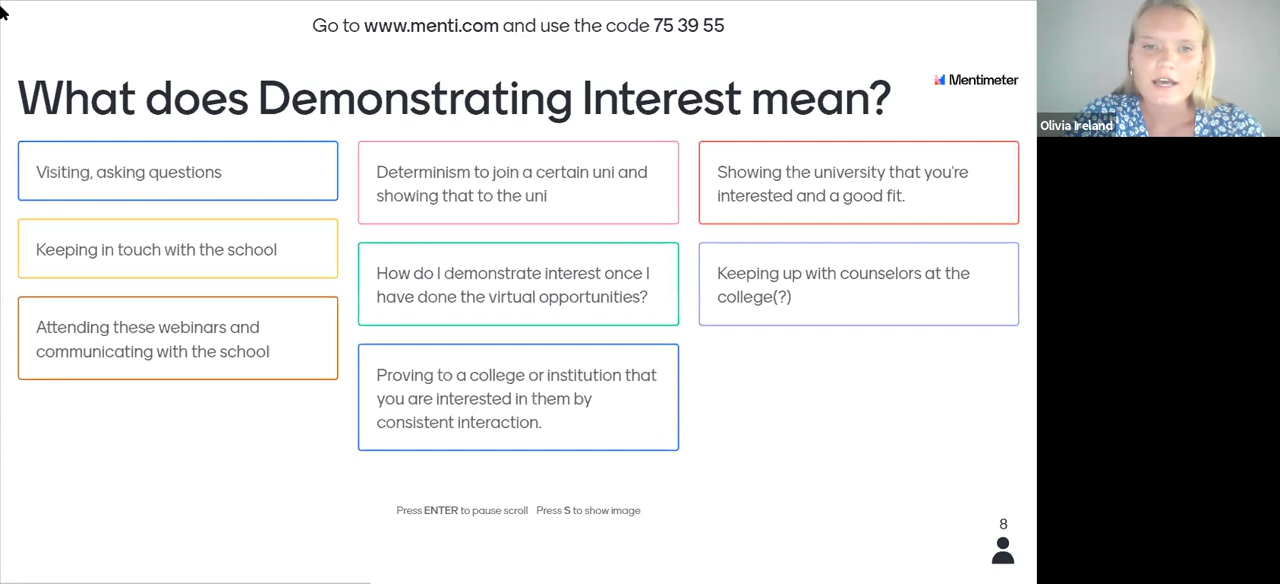 Go to www.menti.com and use the code 75 39 55
What does Demonstrating Interest mean?
Mentimeter
Olivia Ireland
Visiting, asking questions
Keeping in touch with the school
Attending these webinars and
communicating with the school
Determinism to join a certain uni and
showing that to the uni
How do I demonstrate interest once I
have done the virtual opportunities?
Proving to a college or institution that
you are interested in them by
consistent interaction.
Showing the university that you're
interested and a good fit.
Keeping up with counselors at the
college(?)
Press ENTER to pause scroll Press S to show image
8